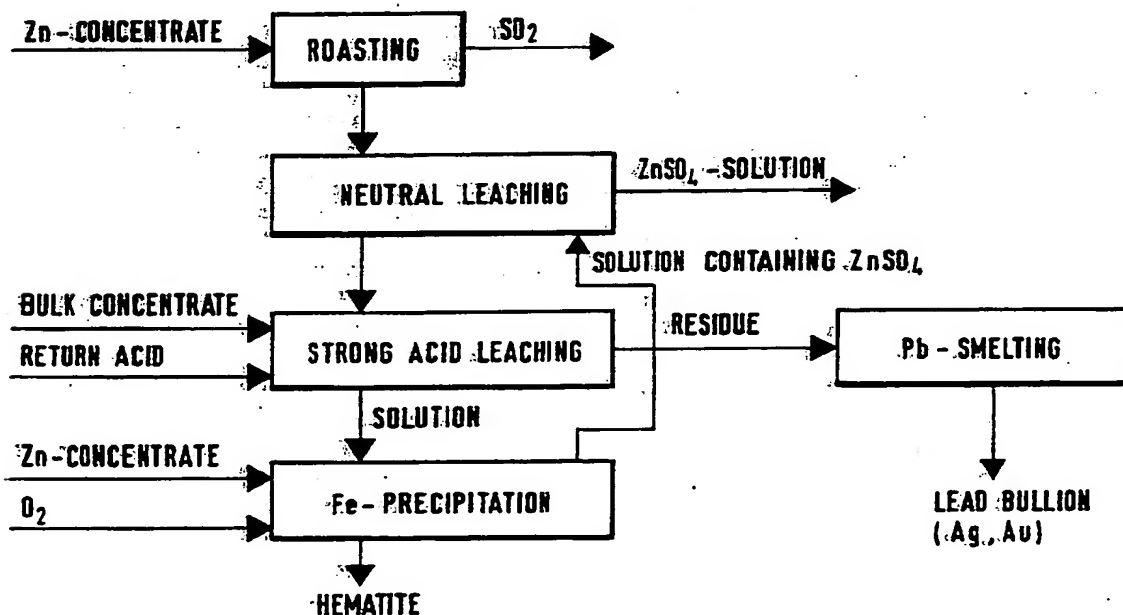 Zn-CONCENTRATE
ROASTING
SO₂
NEUTRAL LEACHING
ZnSO₄-SOLUTION
SOLUTION CONTAINING ZnSO₄
BULK CONCENTRATE
RETURN ACID
STRONG ACID LEACHING
RESIDUE
Pb-SMELTING
SOLUTION
Zn-CONCENTRATE
O₂
Fe-PRECIPITATION
LEAD BULLION
(Ag, Au)
HEMATITE